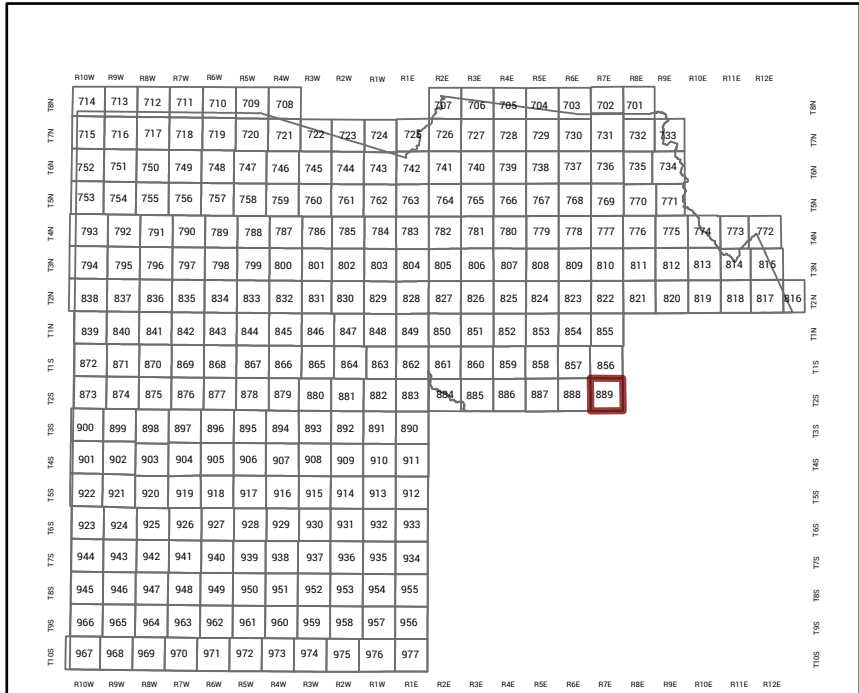 R10W R9W R8W R7W R6W R5W R4W R3W R2W R1W R1E R2E R3E R4E R5E R6E R7E R8E R9E R10E R11E R12E
T8N 714 713 712 711 710 709 708 707 706 705 704 703 702 701 T8N
T7N 715 716 717 718 719 720 721 722 723 724 725 726 727 728 729 730 731 732 733 T7N
T6N 752 751 750 749 748 747 746 745 744 743 742 741 740 739 738 737 736 735 734 T6N
T5N 753 754 755 756 757 758 759 760 761 762 763 764 765 766 767 768 769 770 771 T5N
T4N 793 792 791 790 789 788 787 786 785 784 783 782 781 780 779 778 777 776 775 774 773 772 T4N
T3N 794 795 796 797 798 799 800 801 802 803 804 805 806 807 808 809 810 811 812 813 814 815 T3N
T2N 838 837 836 835 834 833 832 831 830 829 828 827 826 825 824 823 822 821 820 819 818 817 816 T2N
T1N 839 840 841 842 843 844 845 846 847 848 849 850 851 852 853 854 855 T1N
T1S 872 871 870 869 868 867 866 865 864 863 862 861 860 859 858 857 856 T1S
T2S 873 874 875 876 877 878 879 880 881 882 883 884 885 886 887 888 889 T2S
T3S 900 899 898 897 896 895 894 893 892 891 890 T3S
T4S 901 902 903 904 905 906 907 908 909 910 911 T4S
T5S 922 921 920 919 918 917 916 915 914 913 912 T5S
T6S 923 924 925 926 927 928 929 930 931 932 933 T6S
T7S 944 943 942 941 940 939 938 937 936 935 934 T7S
T8S 945 946 947 948 949 950 951 952 953 954 955 T8S
T9S 966 965 964 963 962 961 960 959 958 957 956 T9S
T10S 967 968 969 970 971 972 973 974 975 976 977 T10S
R10W R9W R8W R7W R6W R5W R4W R3W R2W R1W R1E R2E R3E R4E R5E R6E R7E R8E R9E R10E R11E R12E